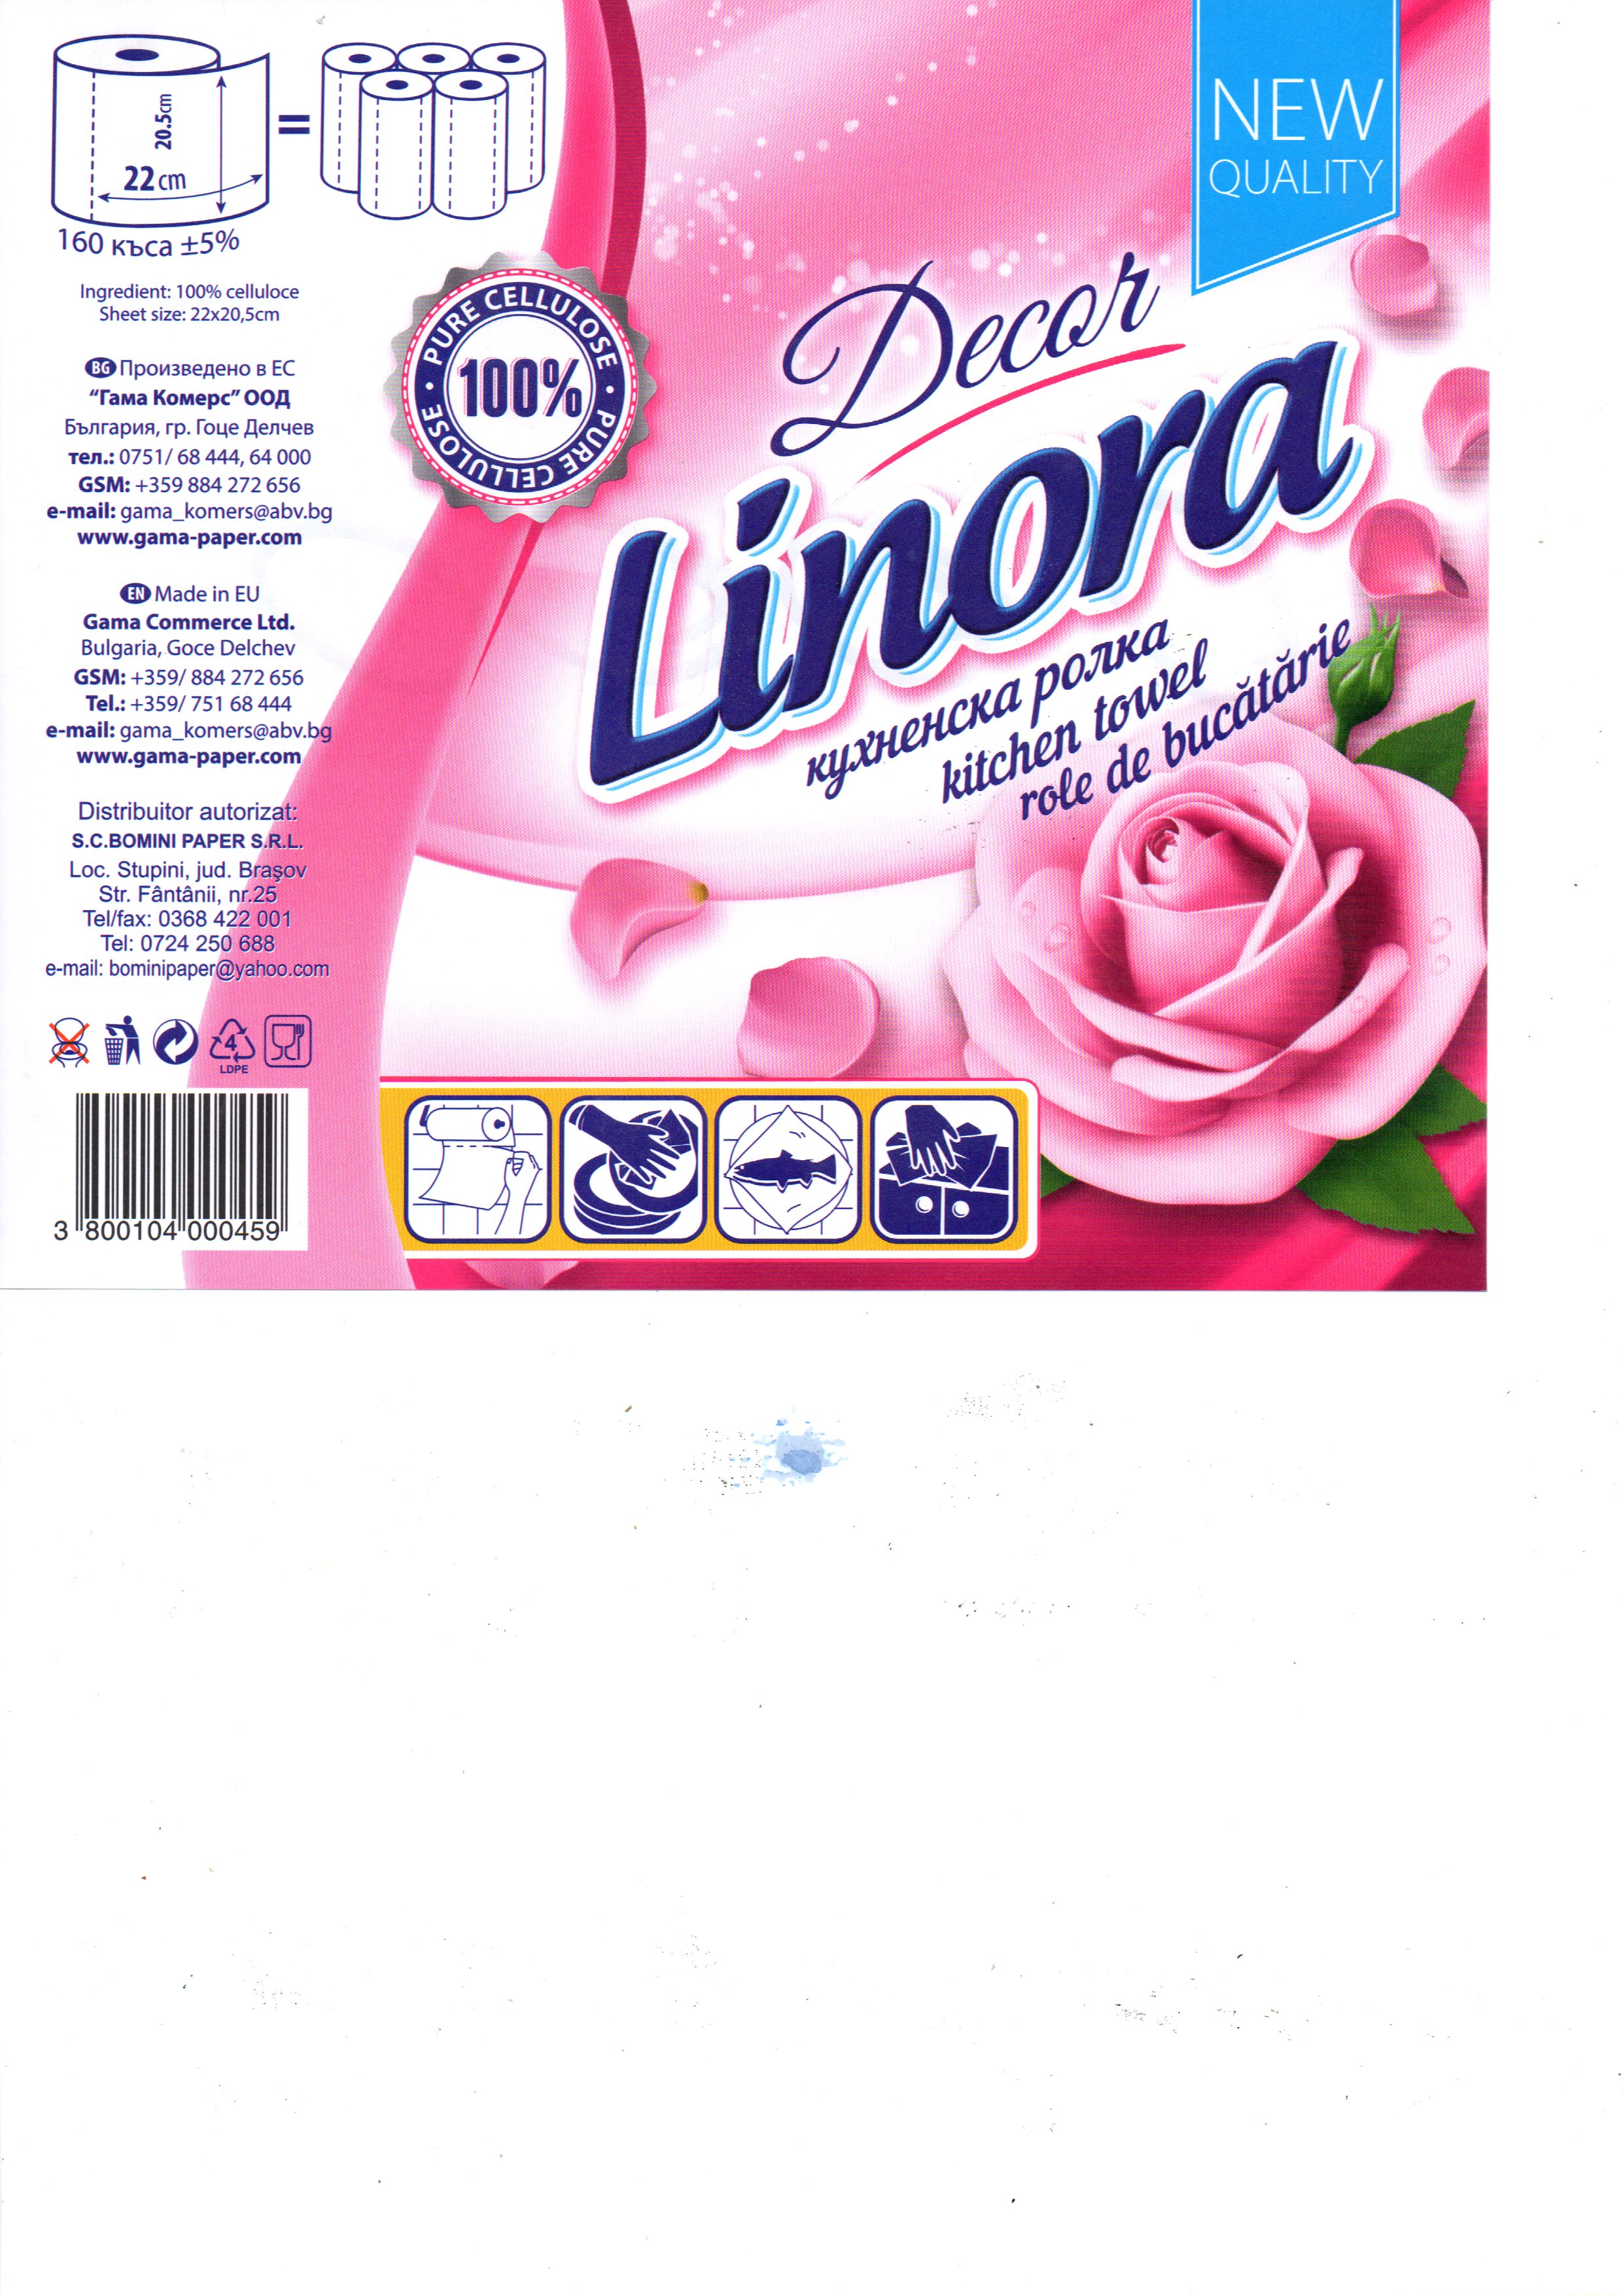 20.5cm
22 cm
=
160 къса ±5%
Ingredient: 100% celluloce
Sheet size: 22x20,5cm
BG Произведено в ЕС
“Гама Комерс” ООД
България, гр. Гоце Делчев
тел.: 0751/ 68 444, 64 000
GSM: +359 884 272 656
e-mail: gama_komers@abv.bg
www.gama-paper.com
EN Made in EU
Gama Commerce Ltd.
Bulgaria, Goce Delchev
GSM: +359/ 884 272 656
Tel.: +359/ 751 68 444
e-mail: gama_komers@abv.bg
www.gama-paper.com
Distribuitor autorizat:
S.C.BOMINI PAPER S.R.L.
Loc. Stupini, jud. Braşov
Str. Fântânii, nr.25
Tel/fax: 0368 422 001
Tel: 0724 250 688
e-mail: bominipaper@yahoo.com
4
LDPE
3 800104 000459
• PURE CELLULOSE • PURE CELLULOSE
100%
NEW
QUALITY
Decor
Linora
кухненска ролка
kitchen towel
role de bucătărie